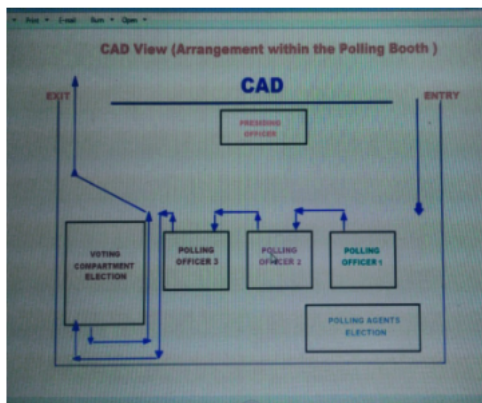 Print E-mail Burn Open
CAD View (Arrangement within the Polling Booth )
CAD
EXIT
ENTRY
PRESIDING
OFFICER
VOTING
COMPARTMENT
ELECTION
POLLING
OFFICER 3
POLLING
OFFICER 2
POLLING
OFFICER 1
POLLING AGENTS
ELECTION